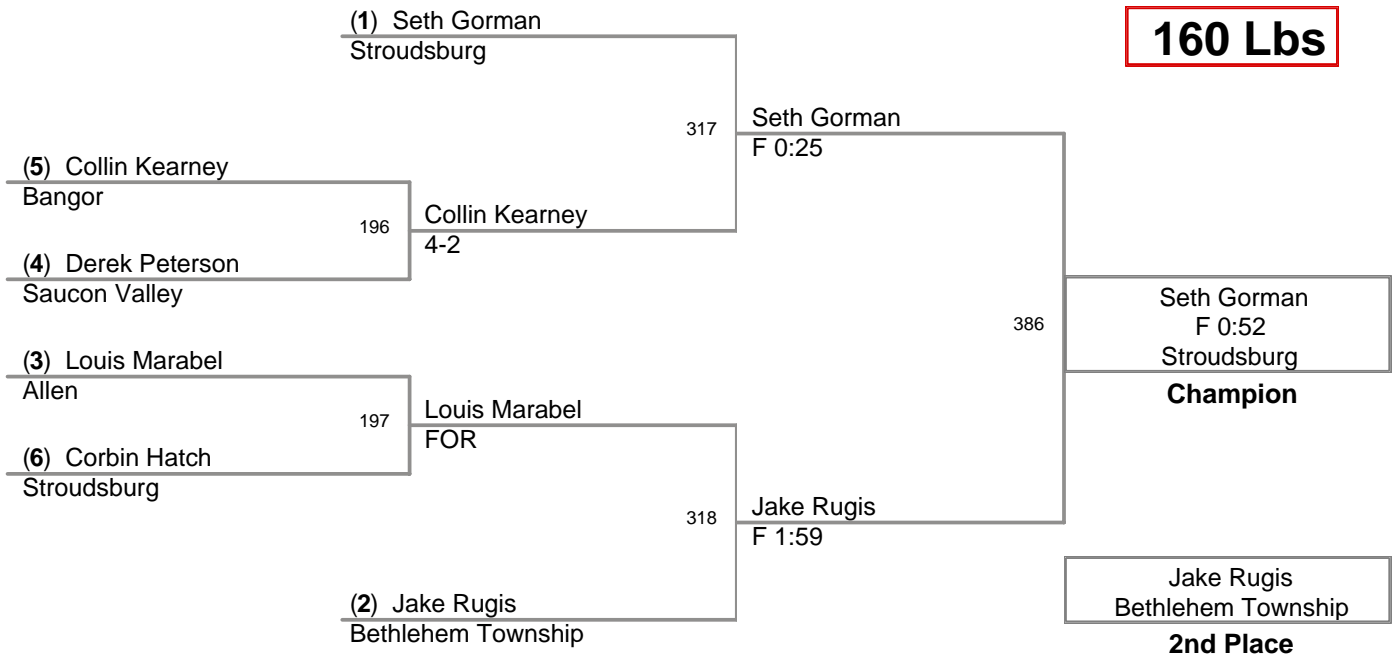 (1) Seth Gorman
Stroudsburg
160 Lbs
317
Seth Gorman
F 0:25
(5) Collin Kearney
Bangor
196
Collin Kearney
4-2
(4) Derek Peterson
Saucon Valley
386
Seth Gorman
F 0:52
Stroudsburg
Champion
(3) Louis Marabel
Allen
197
Louis Marabel
FOR
(6) Corbin Hatch
Stroudsburg
318
Jake Rugis
F 1:59
(2) Jake Rugis
Bethlehem Township
Jake Rugis
Bethlehem Township
2nd Place